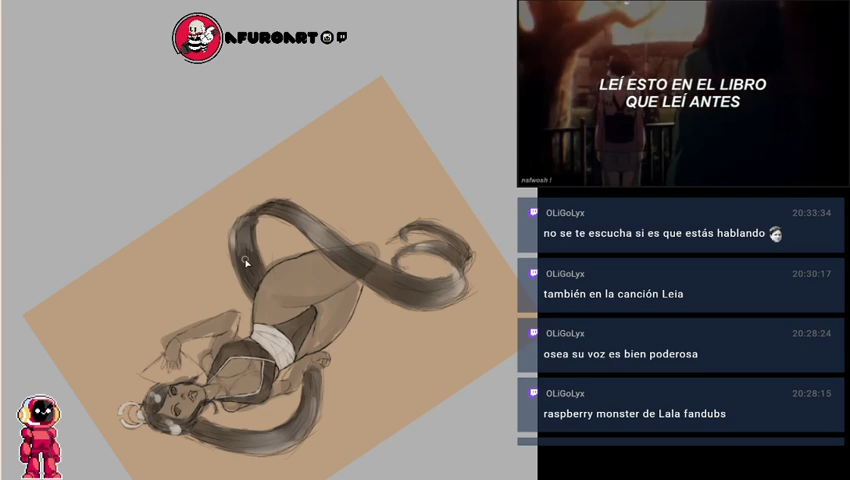 AFUROART
LEÍ ESTO EN EL LIBRO
QUE LEÍ ANTES
nsfwosh !
OLiGoLyx 20:33:34
no se te escucha si es que estás hablando
OLiGoLyx 20:30:17
también en la canción Leia
OLiGoLyx 20:28:24
osea su voz es bien poderosa
OLiGoLyx 20:28:15
raspberry monster de Lala fandubs